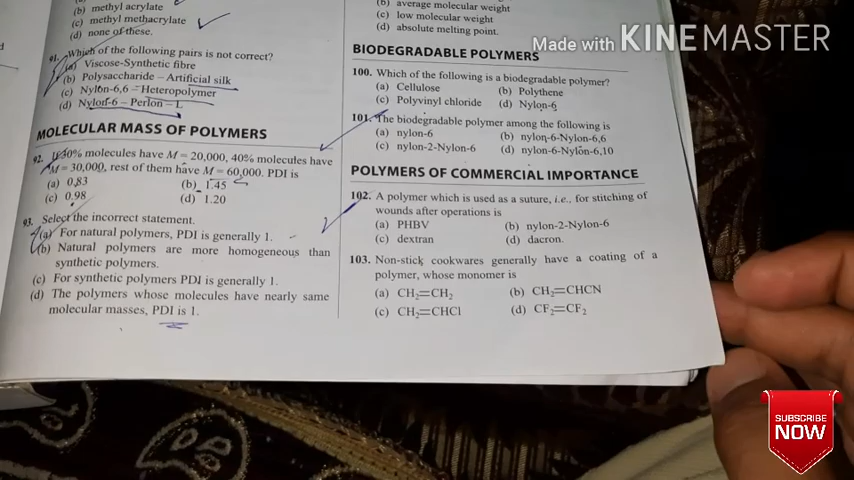 (b) methyl acrylate
(c) methyl methacrylate
(d) none of these.
91. Which of the following pairs is not correct?
(a) Viscose-Synthetic fibre
(b) Polysaccharide – Artificial silk
(c) Nylon-6,6 – Heteropolymer
(d) Nylon-6 – Perlon – L
MOLECULAR MASS OF POLYMERS
92. If 30% molecules have M = 20,000, 40% molecules have
M = 30,000, rest of them have M = 60,000. PDI is
(a) 0.83 (b) 1.45
(c) 0.98 (d) 1.20
93. Select the incorrect statement.
(a) For natural polymers, PDI is generally 1.
(b) Natural polymers are more homogeneous than
synthetic polymers.
(c) For synthetic polymers PDI is generally 1.
(d) The polymers whose molecules have nearly same
molecular masses, PDI is 1.
(b) average molecular weight
(c) low molecular weight
(d) absolute melting point.
BIODEGRADABLE POLYMERS
100. Which of the following is a biodegradable polymer?
(a) Cellulose (b) Polythene
(c) Polyvinyl chloride (d) Nylon-6
101. The biodegradable polymer among the following is
(a) nylon-6 (b) nylon-6-Nylon-6,6
(c) nylon-2-Nylon-6 (d) nylon-6-Nylon-6,10
POLYMERS OF COMMERCIAL IMPORTANCE
102. A polymer which is used as a suture, i.e., for stitching of
wounds after operations is
(a) PHBV (b) nylon-2-Nylon-6
(c) dextran (d) dacron.
103. Non-stick cookwares generally have a coating of a
polymer, whose monomer is
(a) CH₂=CH₂ (b) CH₂=CHCN
(c) CH₂=CHCl (d) CF₂=CF₂
Made with KINEMASTER
SUBSCRIBE
NOW